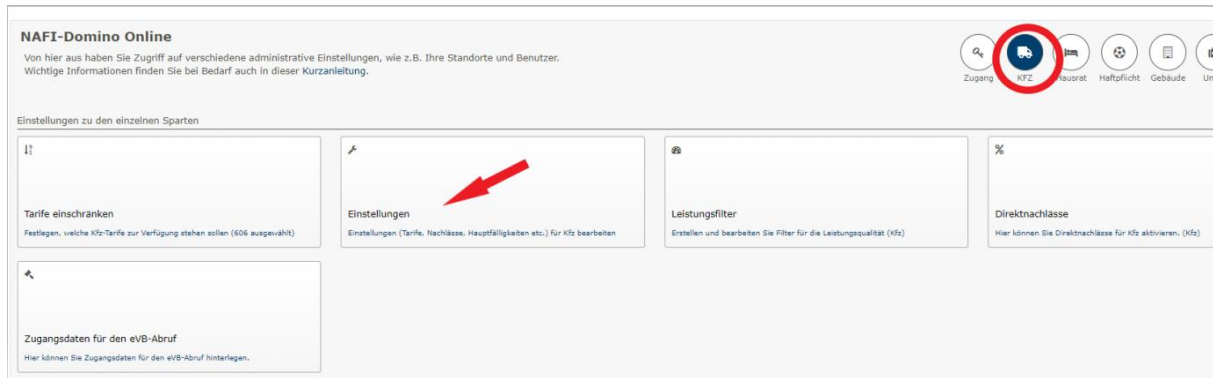 NAFI-Domino Online
Von hier aus haben Sie Zugriff auf verschiedene administrative Einstellungen, wie z.B. Ihre Standorte und Benutzer.
Wichtige Informationen finden Sie bei Bedarf auch in dieser Kurzanleitung.
Zugang KFZ Hausrat Haftpflicht Gebäude
Einstellungen zu den einzelnen Sparten
Tarife einschränken
Festlegen, welche Kfz-Tarife zur Verfügung stehen sollen (606 ausgewählt)
Einstellungen
Einstellungen (Tarife, Nachlässe, Hauptfälligkeiten etc.) für Kfz bearbeiten
Leistungsfilter
Erstellen und bearbeiten Sie Filter für die Leistungsqualität (Kfz)
%
Direktnachlässe
Hier können Sie Direktnachlässe für Kfz aktivieren. (Kfz)
Zugangsdaten für den eVB-Abruf
Hier können Sie Zugangsdaten für den eVB-Abruf hinterlegen.